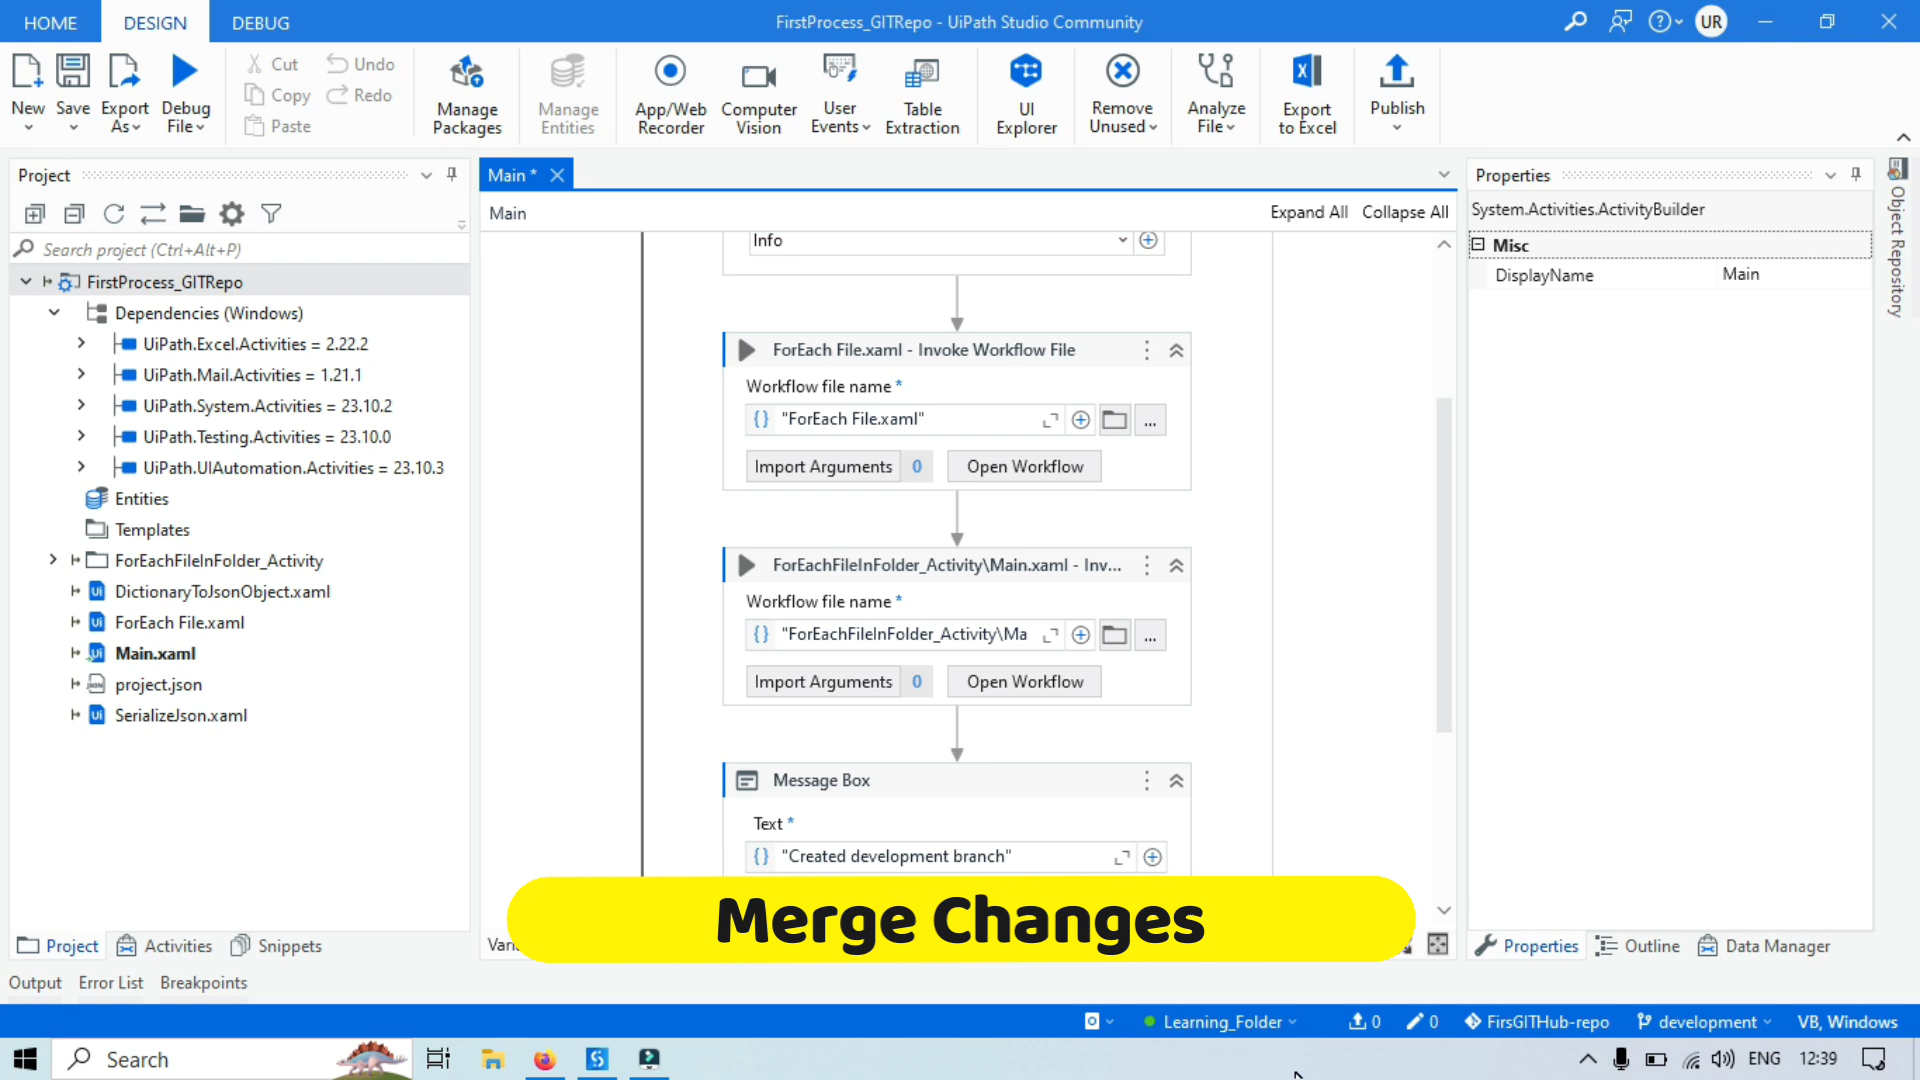 HOME
DESIGN
DEBUG
FirstProcess_GITRepo - UiPath Studio Community
UR
New
Save
Export As
Debug File
Cut
Copy
Paste
Undo
Redo
Manage Packages
Manage Entities
App/Web Recorder
Computer Vision
User Events
Table Extraction
UI Explorer
Remove Unused
Analyze File
Export to Excel
Publish
Project
Search project (Ctrl+Alt+P)
FirstProcess_GITRepo
Dependencies (Windows)
UiPath.Excel.Activities = 2.22.2
UiPath.Mail.Activities = 1.21.1
UiPath.System.Activities = 23.10.2
UiPath.Testing.Activities = 23.10.0
UiPath.UIAutomation.Activities = 23.10.3
Entities
Templates
ForEachFileInFolder_Activity
DictionaryToJsonObject.xaml
ForEach File.xaml
Main.xaml
project.json
SerializeJson.xaml
Project
Activities
Snippets
Main *
Main
Expand All
Collapse All
Info
ForEach File.xaml - Invoke Workflow File
Workflow file name *
"ForEach File.xaml"
...
Import Arguments 0
Open Workflow
ForEachFileInFolder_Activity\Main.xaml - Inv...
Workflow file name *
"ForEachFileInFolder_Activity\Ma
...
Import Arguments 0
Open Workflow
Message Box
Text *
"Created development branch"
Merge Changes
Properties
System.Activities.ActivityBuilder
Misc
DisplayName
Main
Object Repository
Properties
Outline
Data Manager
Output
Error List
Breakpoints
Learning_Folder
0
0
FirsGITHub-repo
development
VB, Windows
Search
ENG
12:39